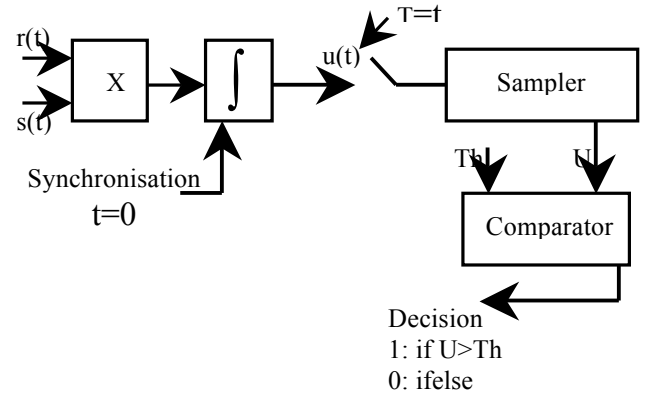 T=t
r(t)
u(t)
X
∫
Sampler
s(t)
Th
U
Synchronisation
t=0
Comparator
Decision
1: if U>Th
0: ifelse